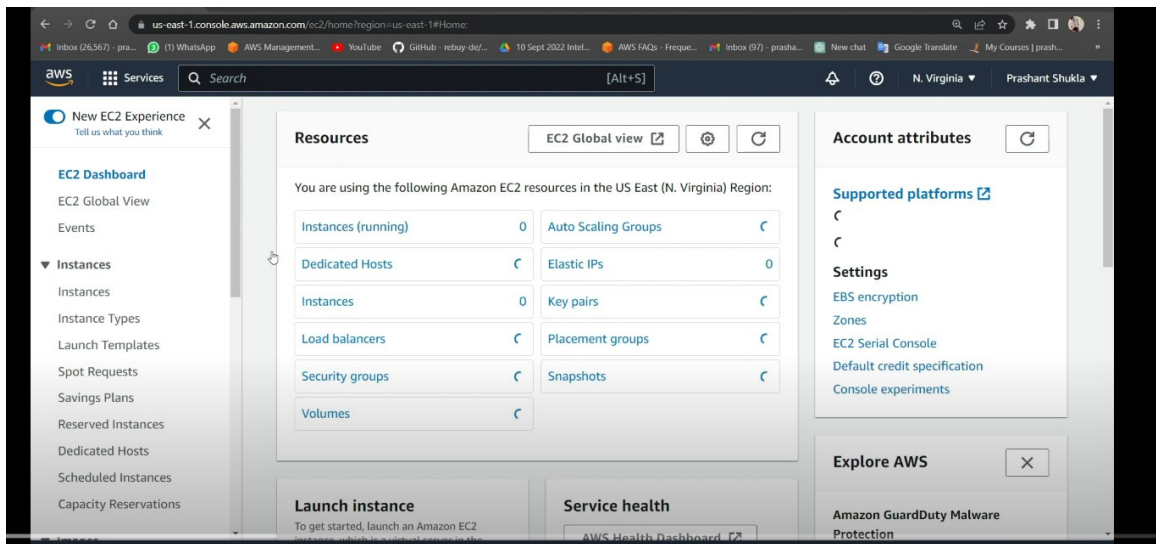 us-east-1.console.aws.amazon.com/ec2/home?region=us-east-1#Home:
Inbox (26,567) - pra... (1) WhatsApp AWS Management... YouTube GitHub - rebuy-de/... 10 Sept 2022 Intel... AWS FAQs - Freque... Inbox (97) - prasha... New chat Google Translate My Courses | prash... »
aws Services Search [Alt+S] N. Virginia ▼ Prashant Shukla ▼
New EC2 Experience
Tell us what you think
EC2 Dashboard
EC2 Global View
Events
▼ Instances
Instances
Instance Types
Launch Templates
Spot Requests
Savings Plans
Reserved Instances
Dedicated Hosts
Scheduled Instances
Capacity Reservations
▼ Images
Resources
EC2 Global view
You are using the following Amazon EC2 resources in the US East (N. Virginia) Region:
Instances (running) 0 Auto Scaling Groups
Dedicated Hosts Elastic IPs 0
Instances 0 Key pairs
Load balancers Placement groups
Security groups Snapshots
Volumes
Launch instance
To get started, launch an Amazon EC2
instance, which is a virtual server in the
Service health
AWS Health Dashboard
Account attributes
Supported platforms
Settings
EBS encryption
Zones
EC2 Serial Console
Default credit specification
Console experiments
Explore AWS
Amazon GuardDuty Malware
Protection